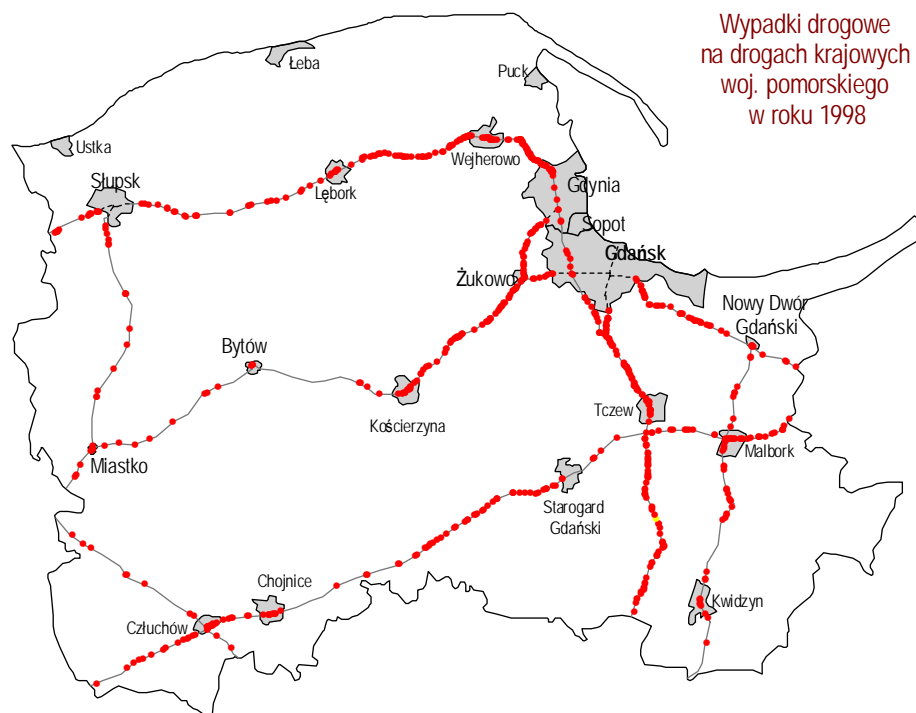 Wypadki drogowe
na drogach krajowych
woj. pomorskiego
w roku 1998
Łeba
Puck
Ustka
Wejherowo
Słupsk
Lębork
Gdynia
Sopot
Gdańsk
Żukowo
Nowy Dwór
Gdański
Bytów
Kościerzyna
Tczew
Miastko
Malbork
Starogard
Gdański
Chojnice
Kwidzyn
Człuchów